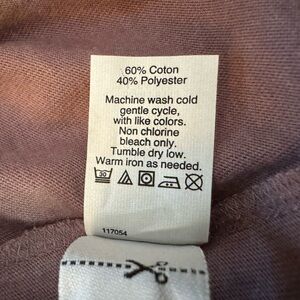 60% Coton
40% Polyester
Machine wash cold
gentle cycle,
with like colors.
Non chlorine
bleach only.
Tumble dry low.
Warm iron as needed.
30
117054